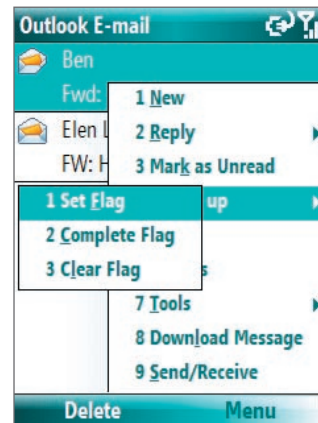 Outlook E-mail
Ben
Fwd:
1 New
Elen L
2 Reply
FW: H
3 Mark as Unread
1 Set Flag
up
2 Complete Flag
3 Clear Flag
s
7 Tools
8 Download Message
9 Send/Receive
Delete
Menu